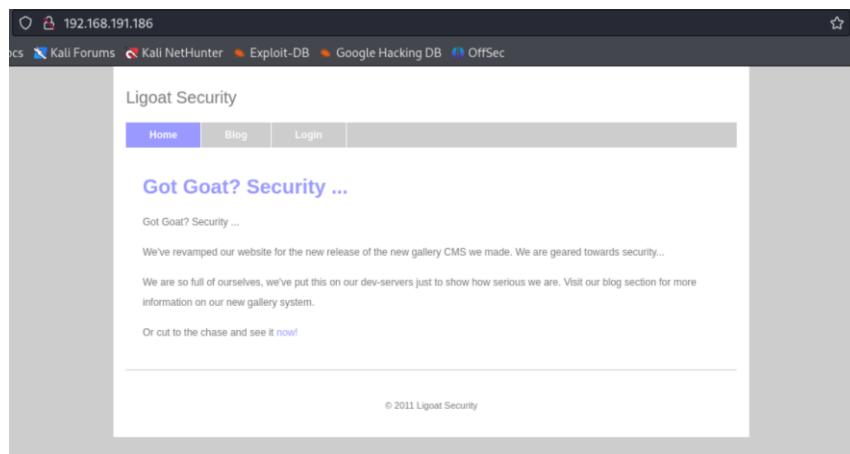 192.168.191.186
ocs Kali Forums Kali NetHunter Exploit-DB Google Hacking DB OffSec
Ligoat Security
Home Blog Login
Got Goat? Security ...
Got Goat? Security ...
We've revamped our website for the new release of the new gallery CMS we made. We are geared towards security...
We are so full of ourselves, we've put this on our dev-servers just to show how serious we are. Visit our blog section for more
information on our new gallery system.
Or cut to the chase and see it now!
© 2011 Ligoat Security